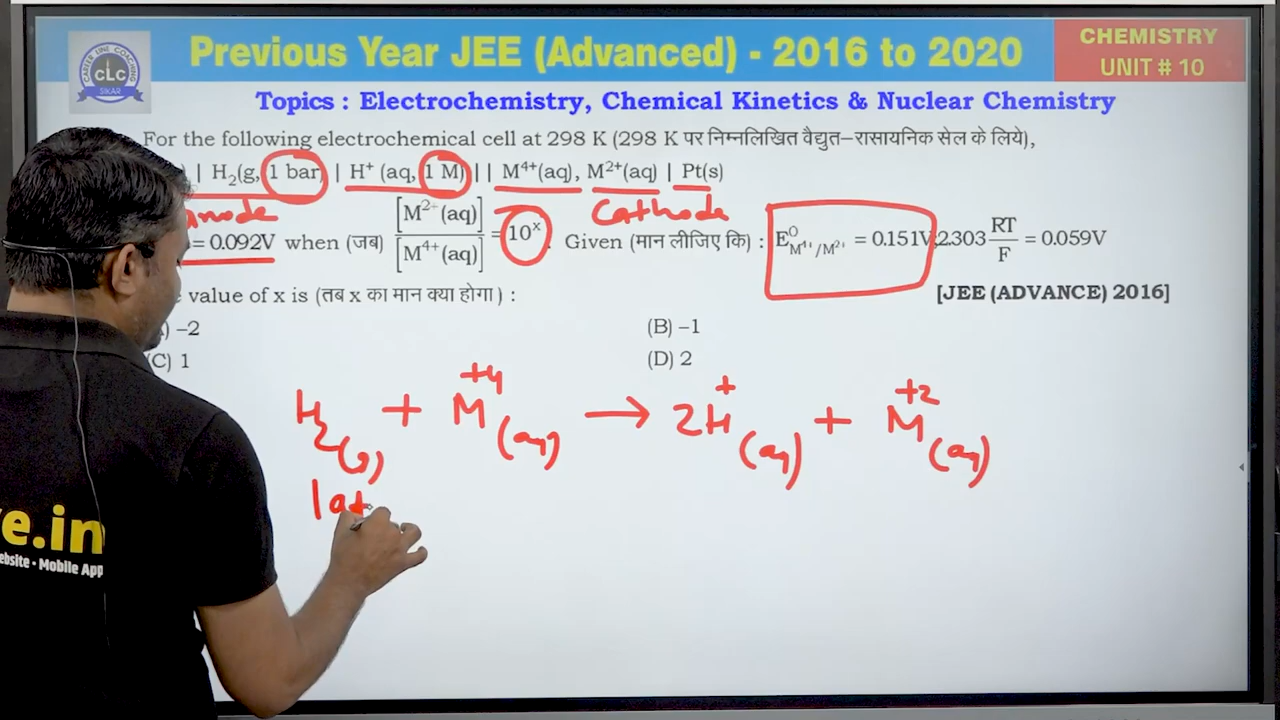 Previous Year JEE (Advanced) - 2016 to 2020
CHEMISTRY
UNIT # 10
CAREER LINE COACHING
CLC
SIKAR
Topics : Electrochemistry, Chemical Kinetics & Nuclear Chemistry
For the following electrochemical cell at 298 K (298 K पर निम्नलिखित वैद्युत–रासायनिक सेल के लिये),
| H₂(g, 1 bar) | H⁺ (aq, 1 M) || M⁴⁺(aq), M²⁺(aq) | Pt(s)
Cathode
= 0.092V when (जब) [M²⁺(aq)] / [M⁴⁺(aq)] = 10ˣ. Given (मान लीजिए कि) : E⁰M⁴⁺/M²⁺ = 0.151V, 2.303 RT/F = 0.059V
value of x is (तब x का मान क्या होगा) :
[JEE (ADVANCE) 2016]
–2
(B) –1
(C) 1
(D) 2
H₂(g) + M⁺⁴(aq) → 2H⁺(aq) + M⁺²(aq)
e.in
ebsite • Mobile App